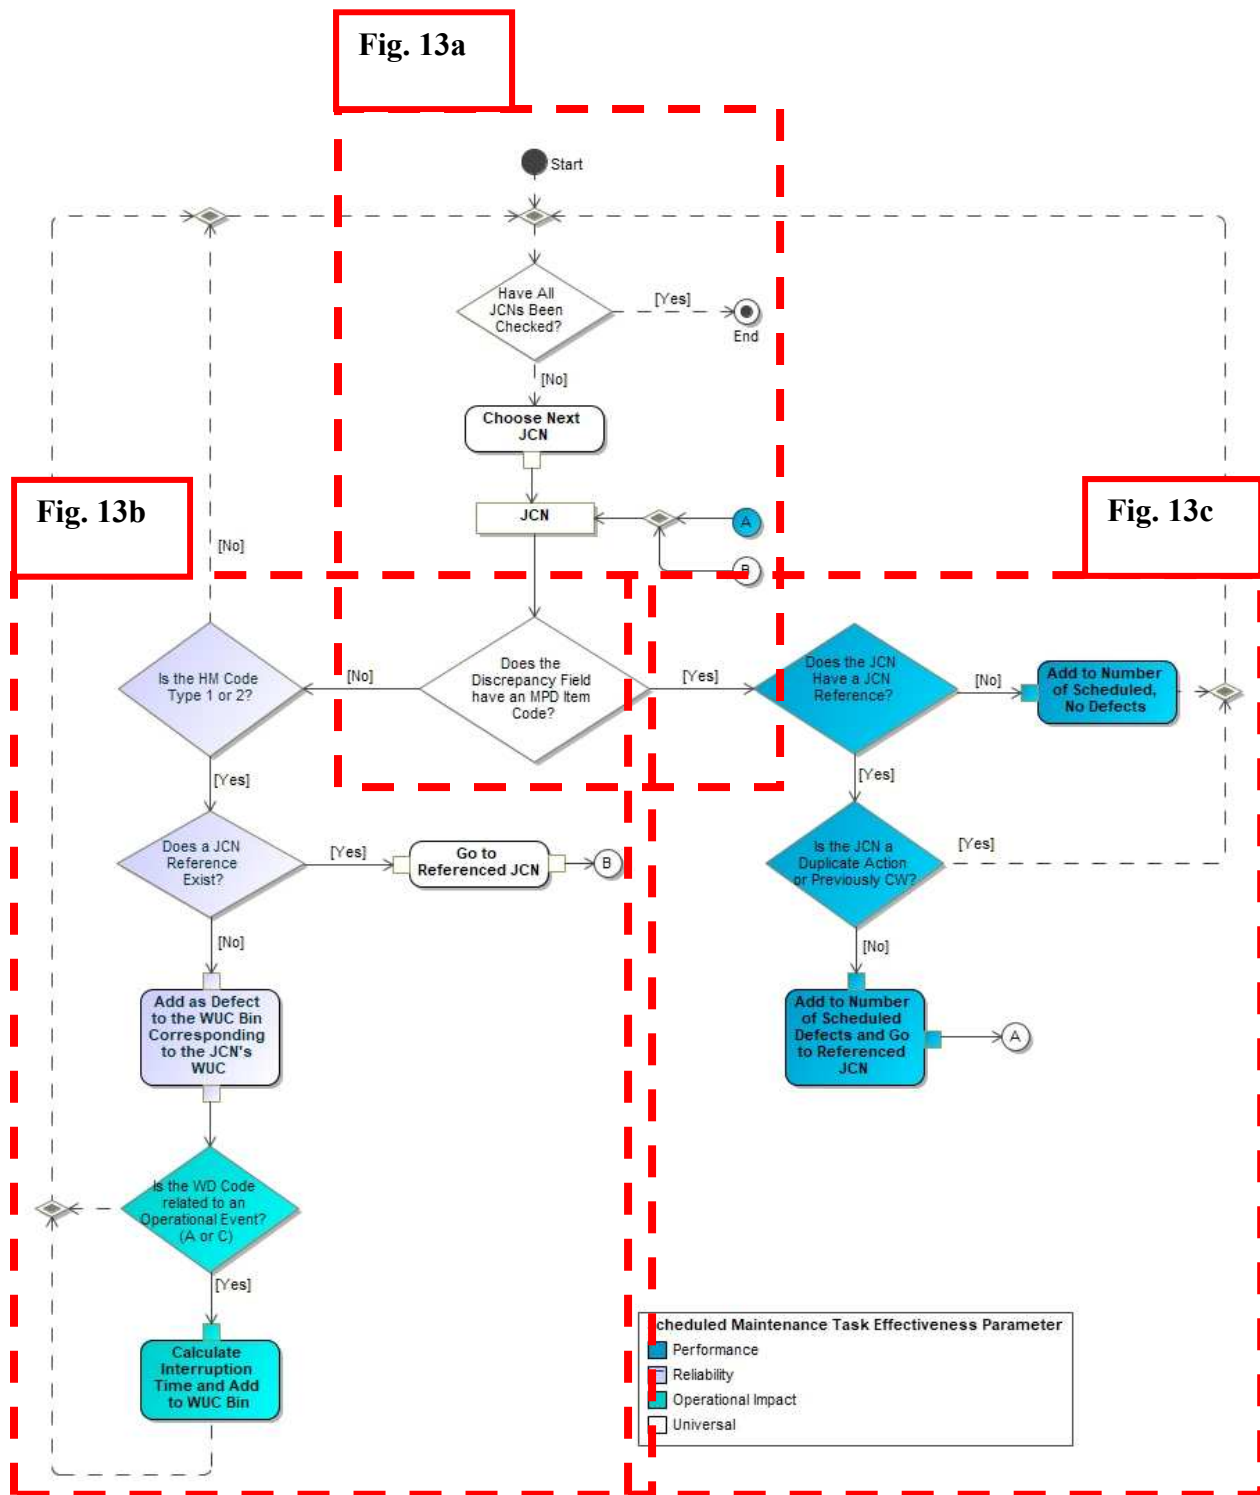 Fig. 13a
Start
Have All
JCNs Been
Checked?
[Yes]
End
[No]
Choose Next
JCN
Fig. 13b
Fig. 13c
JCN
A
[No]
B
Is the HM Code
Type 1 or 2?
[No]
Does the
Discrepancy Field
have an MPD Item
Code?
[Yes]
Does the JCN
Have a JCN
Reference?
[No]
Add to Number
of Scheduled,
No Defects
[Yes]
[Yes]
Does a JCN
Reference
Exist?
[Yes]
Go to
Referenced JCN
B
Is the JCN a
Duplicate Action
or Previously CW?
[Yes]
[No]
[No]
Add as Defect
to the WUC Bin
Corresponding
to the JCN's
WUC
Add to Number
of Scheduled
Defects and Go
to Referenced
JCN
A
Is the WD Code
related to an
Operational Event?
(A or C)
[Yes]
Calculate
Interruption
Time and Add
to WUC Bin
cheduled Maintenance Task Effectiveness Parameter
Performance
Reliability
Operational Impact
Universal